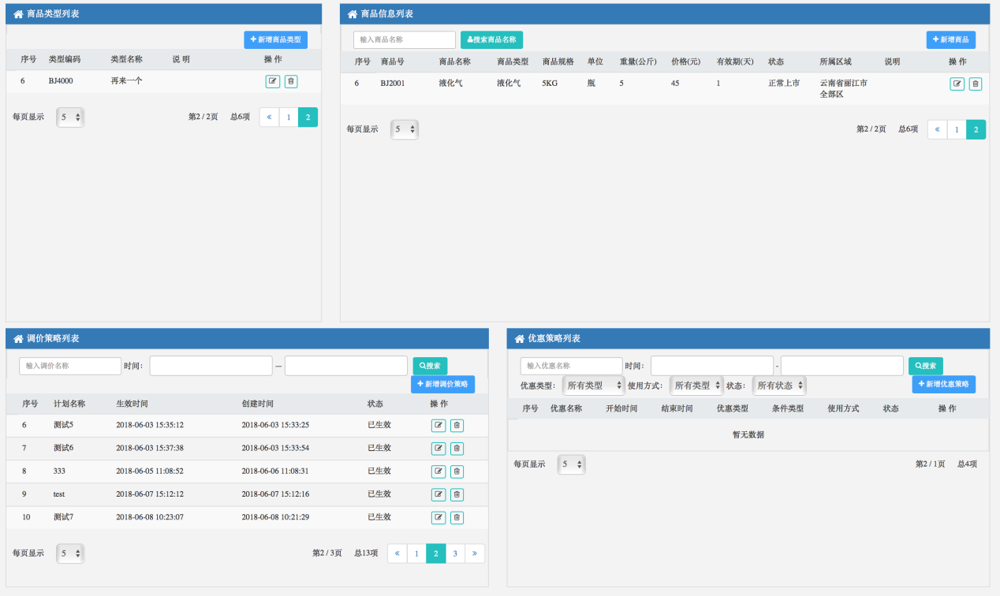 商品类型列表
新增商品类型
序号 类型编码 类型名称 说 明 操 作
6 BJ4000 再来一个
每页显示 5 第2 / 2页 总6项 « 1 2
商品信息列表
输入商品名称 搜索商品名称 新增商品
序号 商品号 商品名称 商品类型 商品规格 单位 重量(公斤) 价格(元) 有效期(天) 状态 所属区域 说明 操 作
6 BJ2001 液化气 液化气 5KG 瓶 5 45 1 正常上市 云南省丽江市
全部区
每页显示 5 第2 / 2页 总6项 « 1 2
调价策略列表
输入调价名称 时间: — 搜索
新增调价策略
序号 计划名称 生效时间 创建时间 状态 操 作
6 测试5 2018-06-03 15:35:12 2018-06-03 15:33:25 已生效
7 测试6 2018-06-03 15:37:38 2018-06-03 15:33:54 已生效
8 333 2018-06-05 11:08:52 2018-06-06 11:08:31 已生效
9 test 2018-06-07 15:12:12 2018-06-07 15:12:16 已生效
10 测试7 2018-06-08 10:23:07 2018-06-08 10:21:29 已生效
每页显示 5 第2 / 3页 总13项 « 1 2 3 »
优惠策略列表
输入优惠名称 时间: - 搜索
优惠类型: 所有类型 使用方式: 所有类型 状态: 所有状态 新增优惠策略
序号 优惠名称 开始时间 结束时间 优惠类型 条件类型 使用方式 状态 操 作
暂无数据
每页显示 5 第2 / 1页 总4项